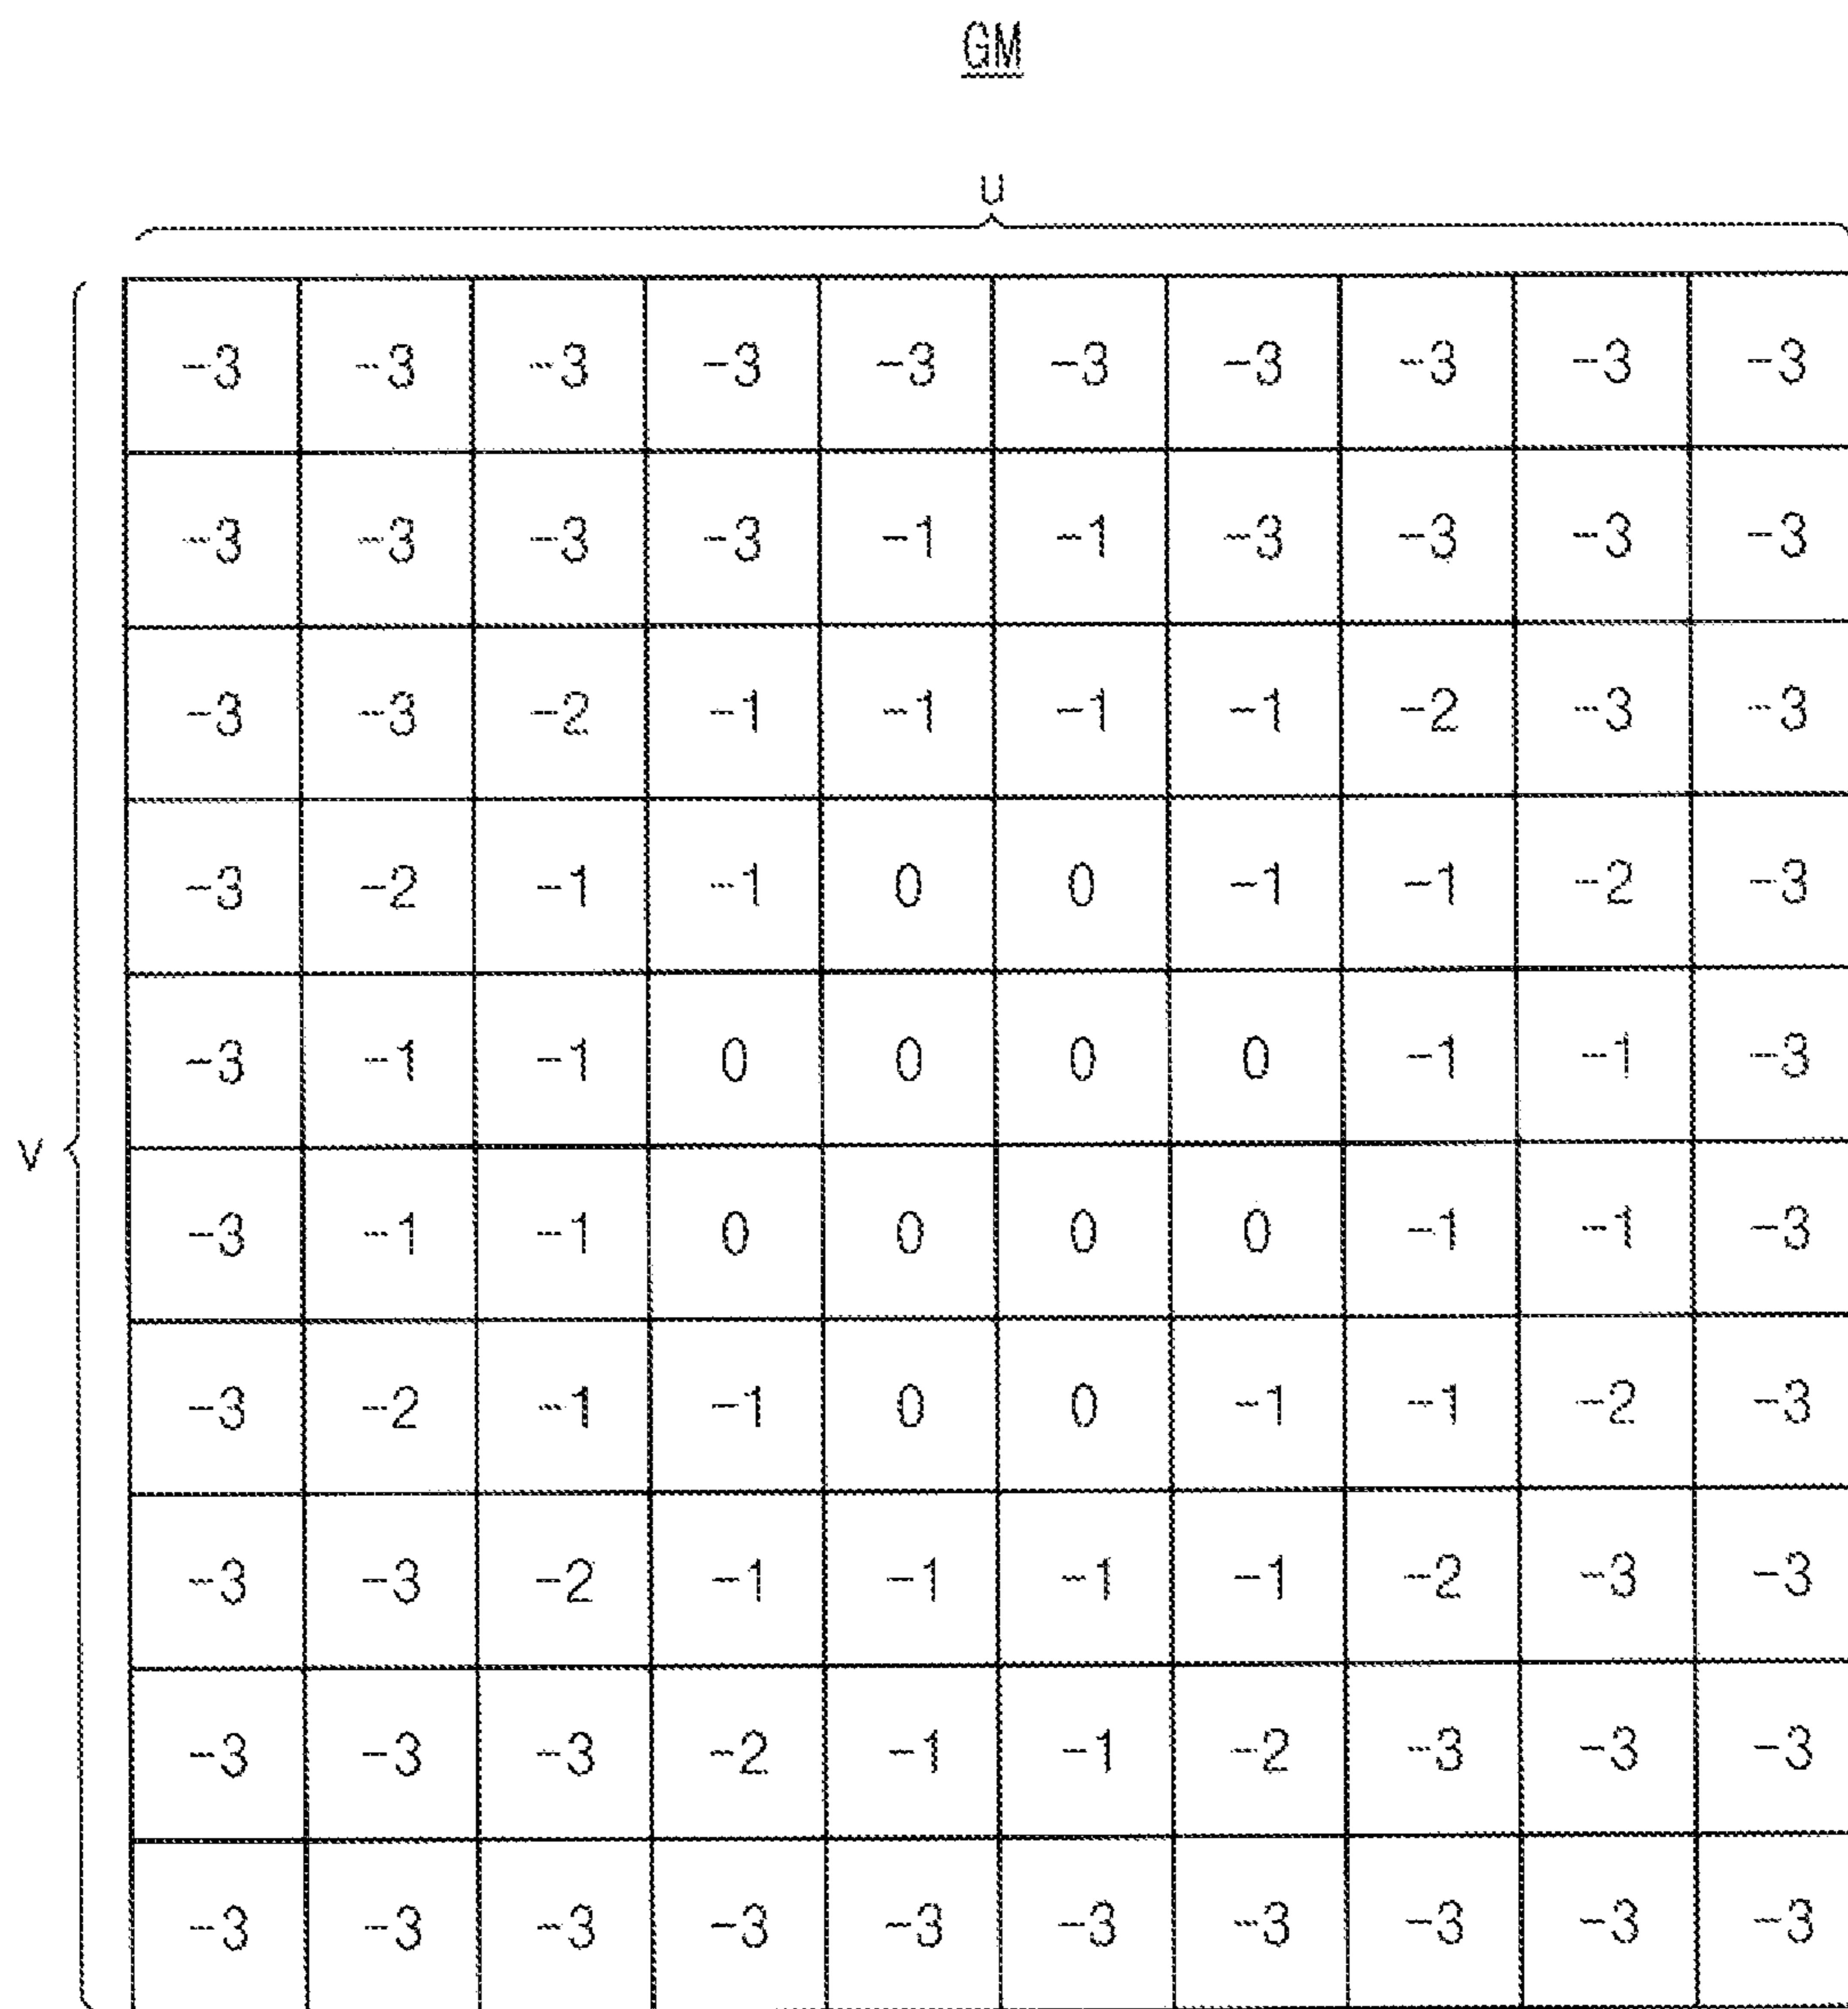 GM
u
-3 -3 -3 -3 -3 -3 -3 -3 -3 -3
-3 -3 -3 -3 -1 -1 -3 -3 -3 -3
-3 -3 -2 -1 -1 -1 -1 -2 -3 -3
-3 -2 -1 -1 0 0 -1 -1 -2 -3
-3 -1 -1 0 0 0 0 -1 -1 -3
v
-3 -1 -1 0 0 0 0 -1 -1 -3
-3 -2 -1 -1 0 0 -1 -1 -2 -3
-3 -3 -2 -1 -1 -1 -1 -2 -3 -3
-3 -3 -3 -2 -1 -1 -2 -3 -3 -3
-3 -3 -3 -3 -3 -3 -3 -3 -3 -3